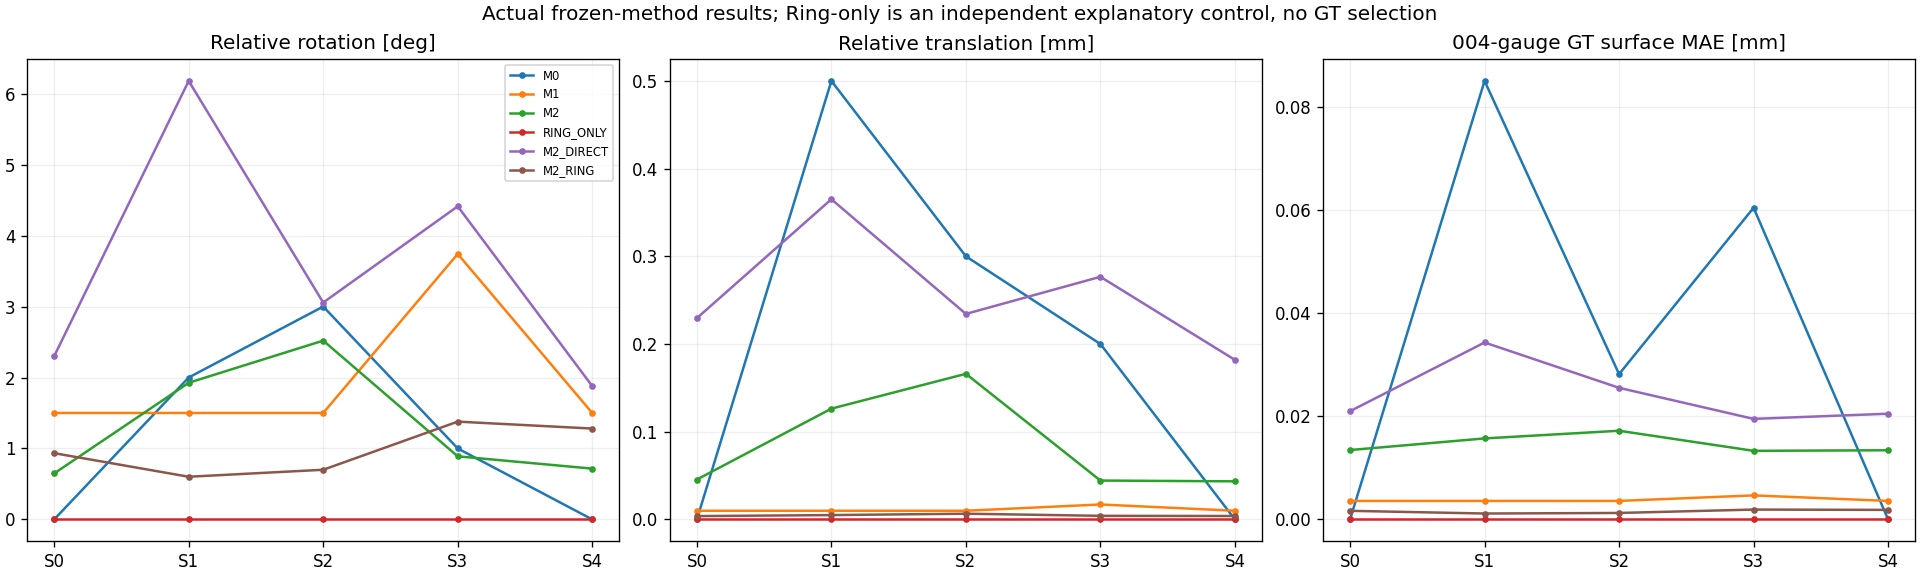 Actual frozen-method results; Ring-only is an independent explanatory control, no GT selection
Relative rotation [deg]
6
5
4
3
2
1
0
S0 S1 S2 S3 S4
M0
M1
M2
RING_ONLY
M2_DIRECT
M2_RING
Relative translation [mm]
0.5
0.4
0.3
0.2
0.1
0.0
S0 S1 S2 S3 S4
004-gauge GT surface MAE [mm]
0.08
0.06
0.04
0.02
0.00
S0 S1 S2 S3 S4